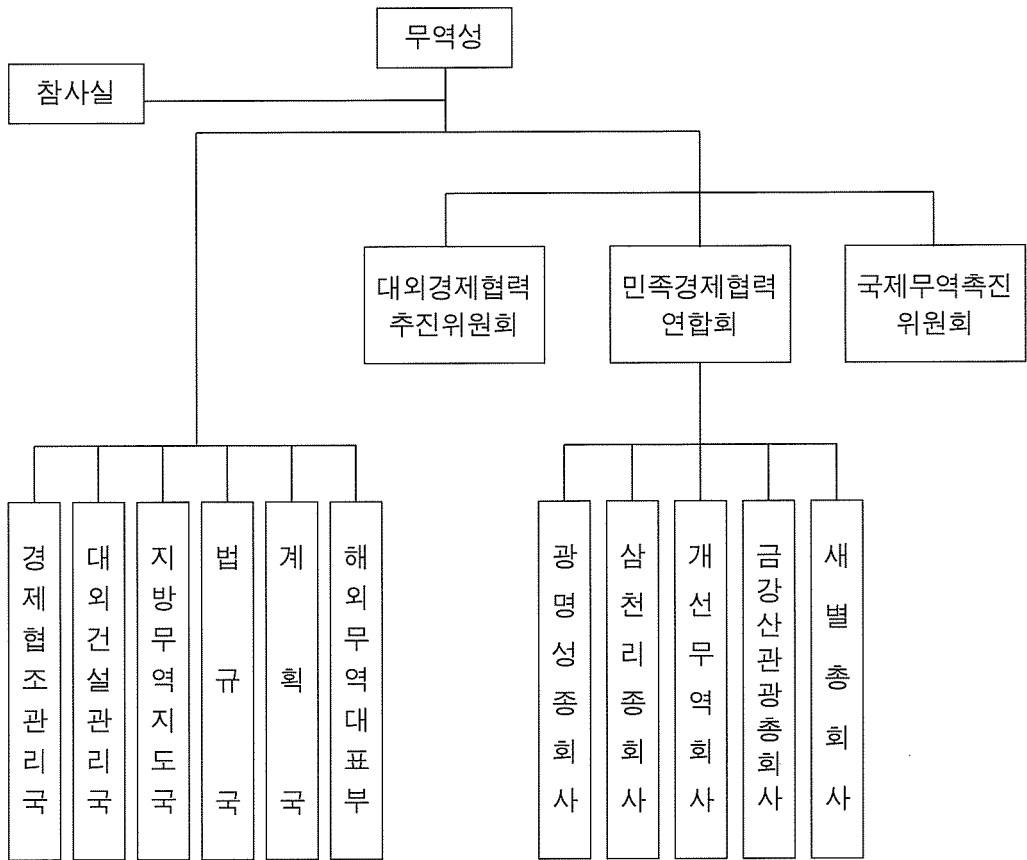 무역성
참사실
대외경제협력
추진위원회
민족경제협력
연합회
국제무역촉진
위원회
경제협조관리국
대외건설관리국
지방무역지도국
법규국
계획국
해외무역대표부
광명성종회사
삼천리종회사
개선무역회사
금강산관광총회사
새별총회사